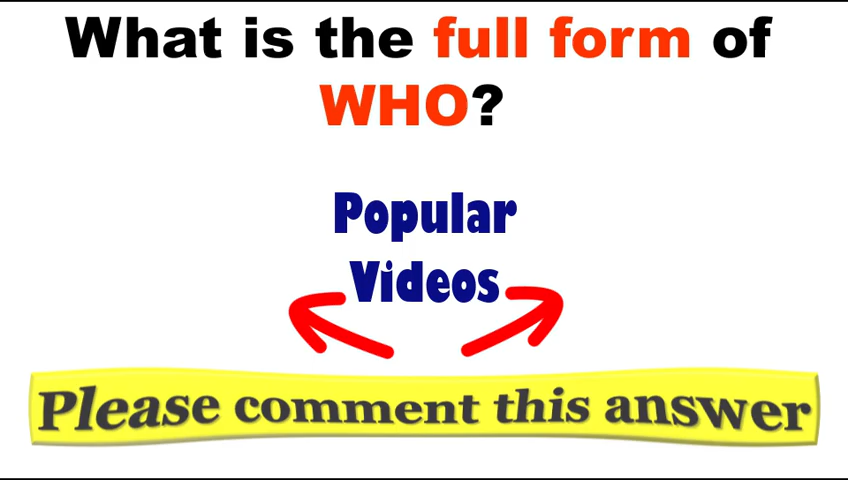 What is the full form of
WHO?
Popular
Videos
Please comment this answer